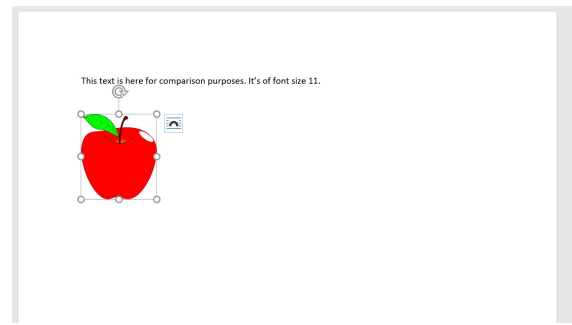 This text is here for comparison purposes. It’s of font size 11.